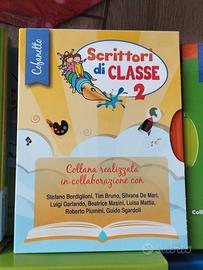 Cofanetto
Scrittori
di CLASSE
2
Collana realizzata
in collaborazione con
Stefano Bordiglioni, Tim Bruno, Silvana De Mari,
Luigi Garlando, Beatrice Masini, Luisa Mattia,
Roberto Piumini, Guido Sgardoli
subito